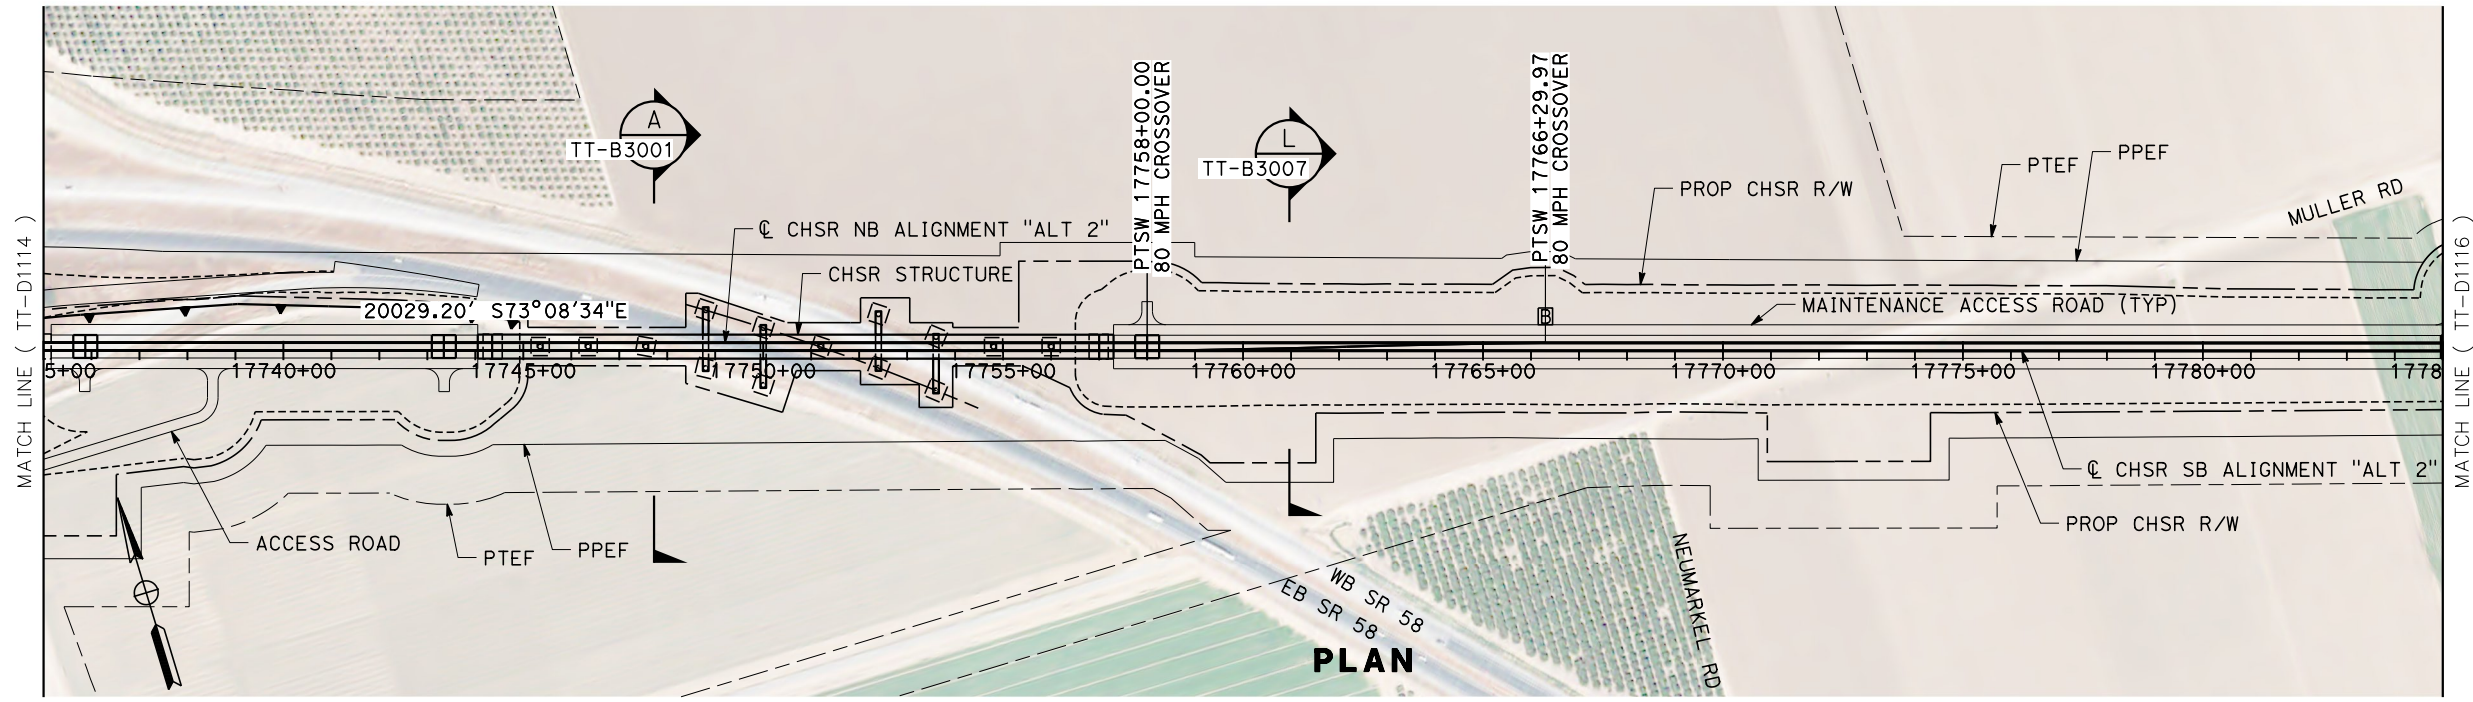 MATCH LINE ( TT-D1114 )
A
TT-B3001
L
TT-B3007
PTSW 17758+00.00
80 MPH CROSSOVER
PTSW 17766+29.97
80 MPH CROSSOVER
PTEF
PPEF
PROP CHSR R/W
MULLER RD
℄ CHSR NB ALIGNMENT "ALT 2"
CHSR STRUCTURE
20029.20' S73°08'34"E
MAINTENANCE ACCESS ROAD (TYP)
B
5+00
17740+00
17745+00
17750+00
17755+00
17760+00
17765+00
17770+00
17775+00
17780+00
1778
℄ CHSR SB ALIGNMENT "ALT 2"
PROP CHSR R/W
ACCESS ROAD
PTEF
PPEF
WB SR 58
EB SR 58
NEUMARKEL RD
PLAN
MATCH LINE ( TT-D1116 )